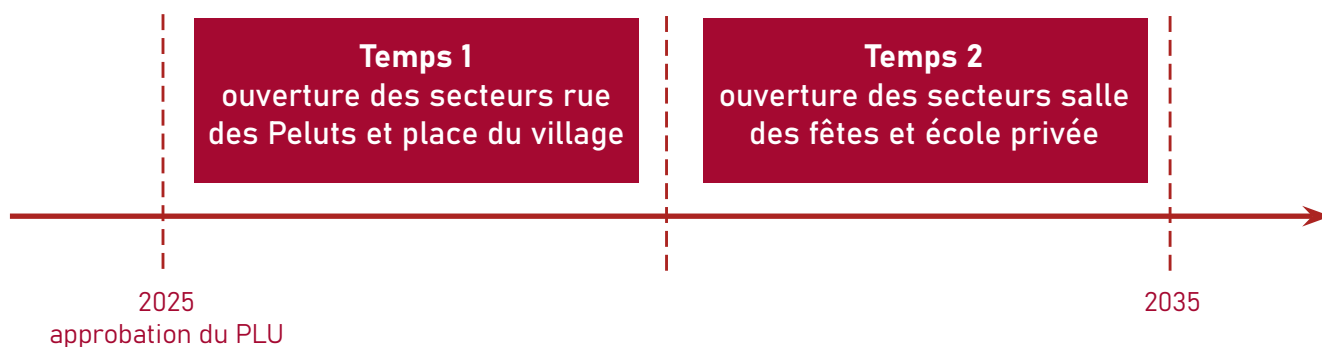 Temps 1
ouverture des secteurs rue
des Peluts et place du village
Temps 2
ouverture des secteurs salle
des fêtes et école privée
2025
approbation du PLU
2035